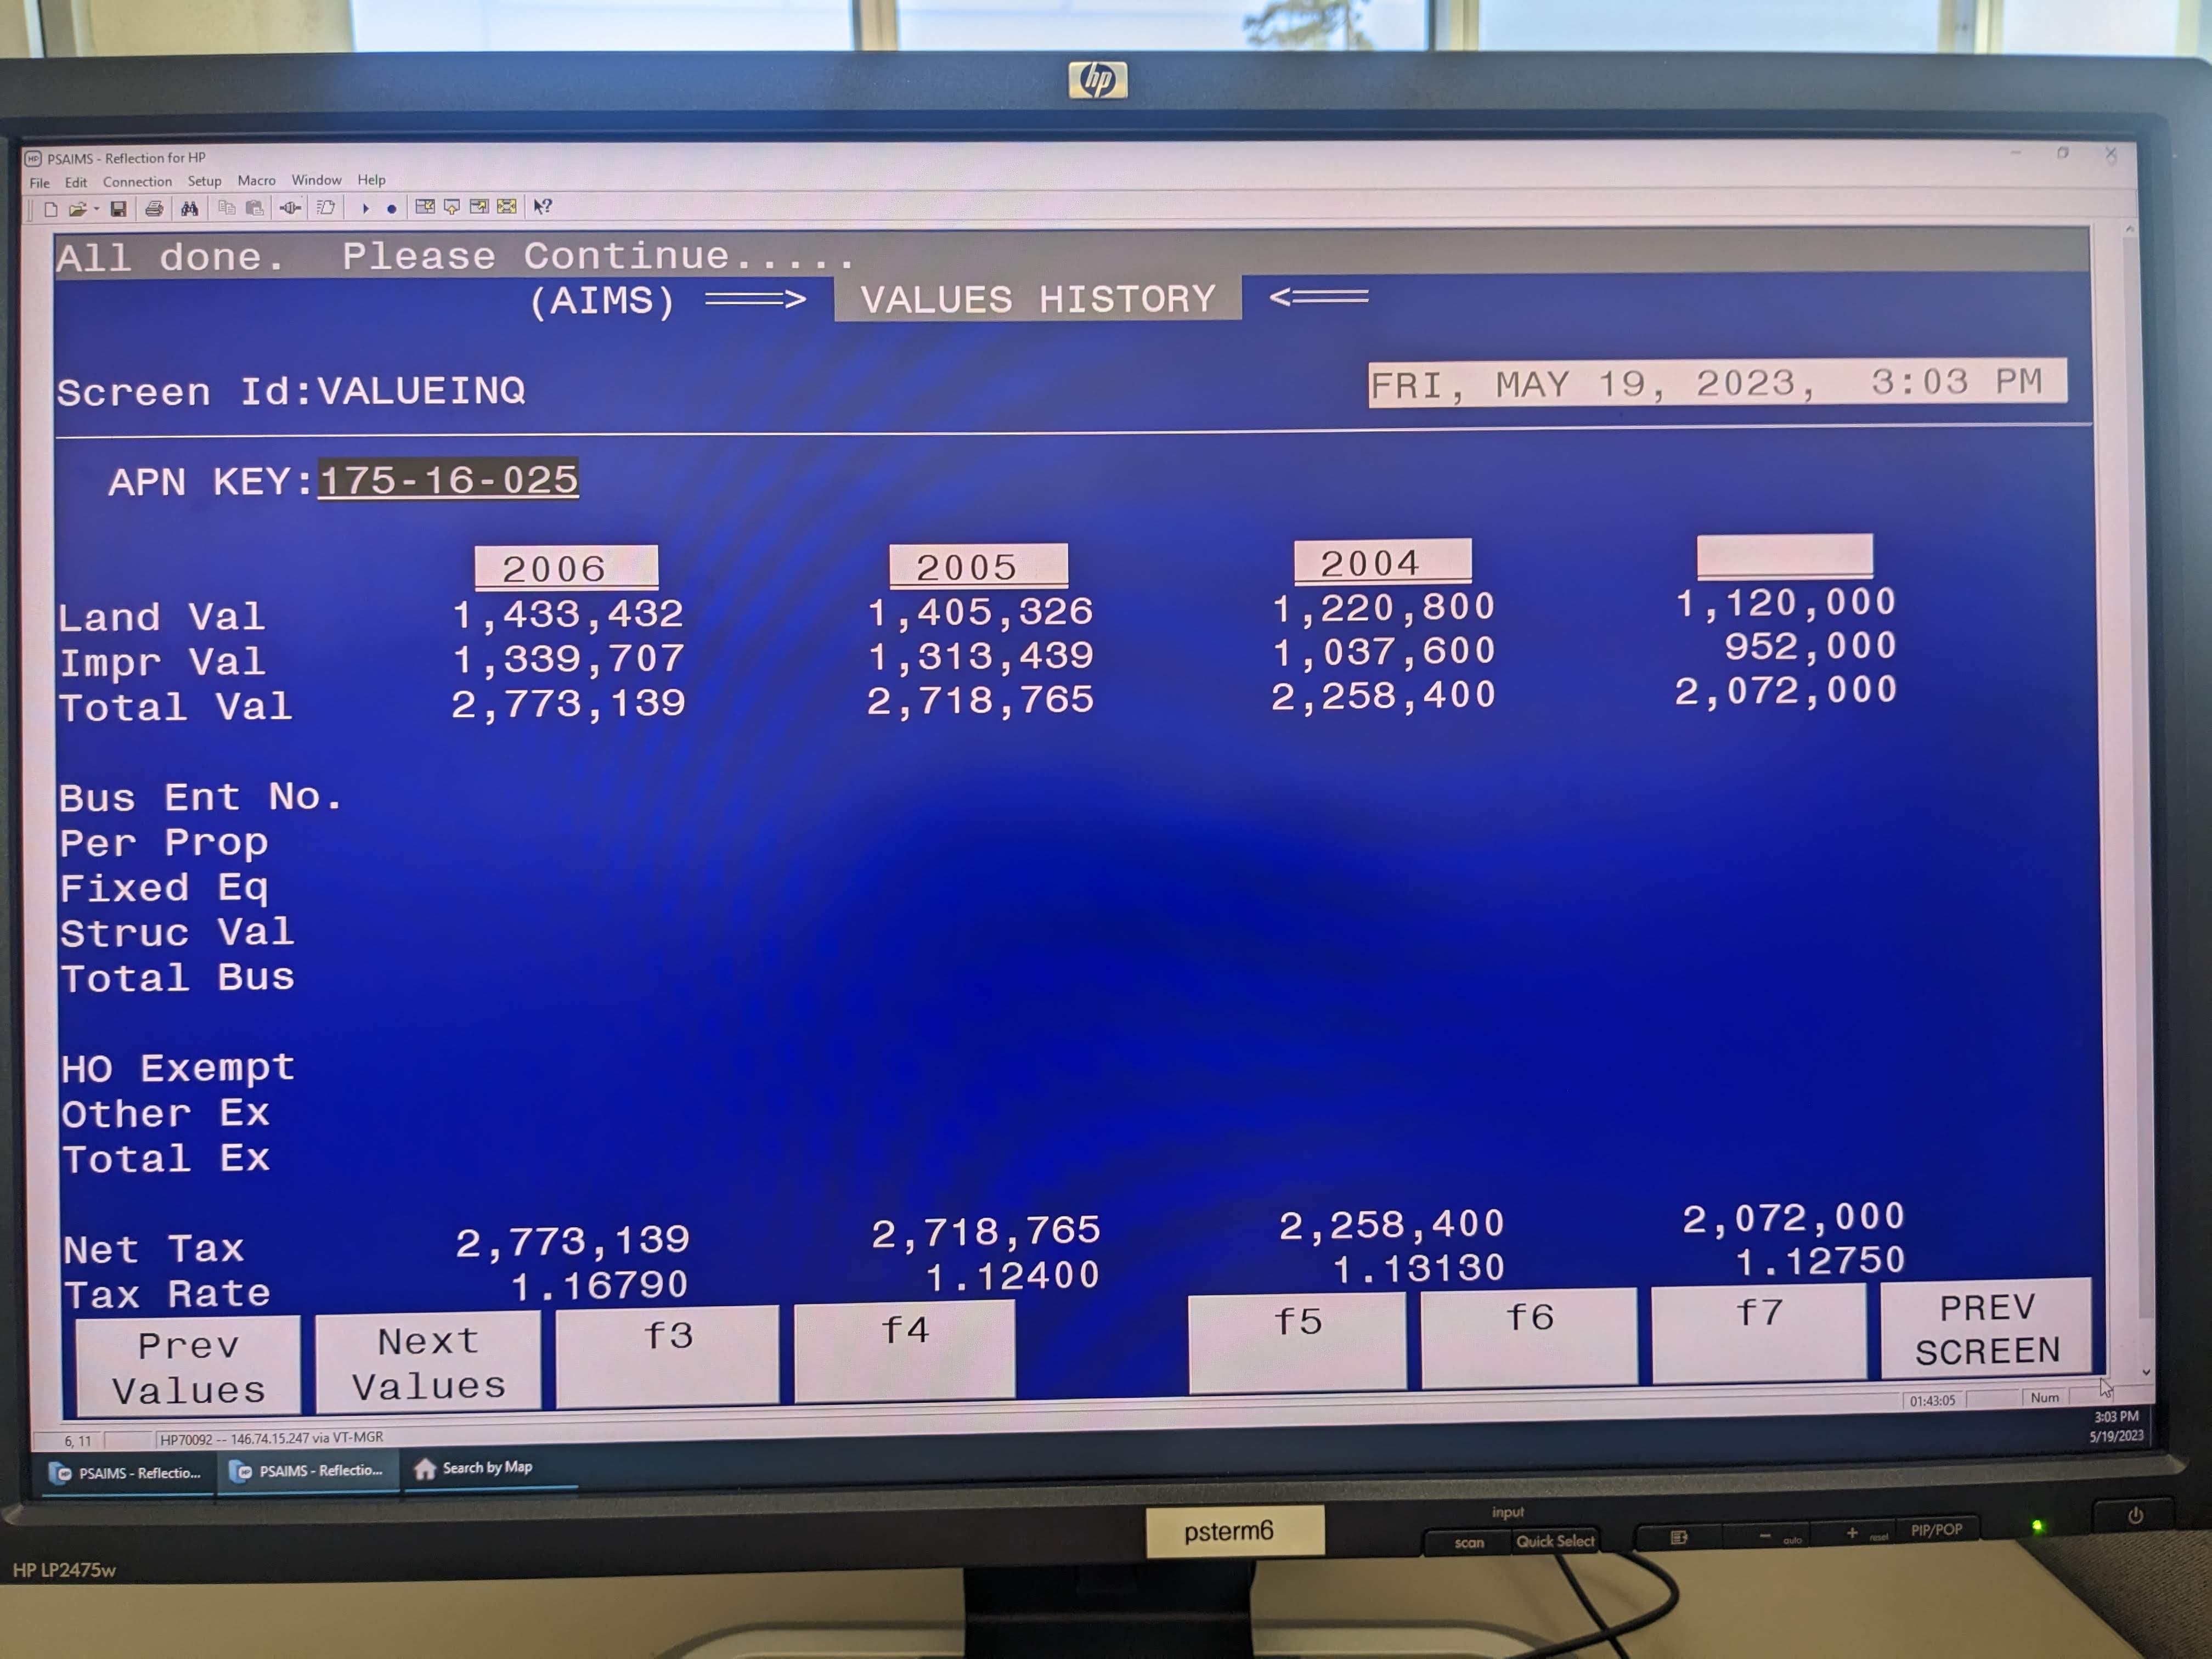 hp
PSAIMS - Reflection for HP
File Edit Connection Setup Macro Window Help
All done. Please Continue.....
(AIMS) ===> VALUES HISTORY <===
Screen Id:VALUEINQ FRI, MAY 19, 2023, 3:03 PM
APN KEY:175-16-025
2006 2005 2004
Land Val 1,433,432 1,405,326 1,220,800 1,120,000
Impr Val 1,339,707 1,313,439 1,037,600 952,000
Total Val 2,773,139 2,718,765 2,258,400 2,072,000
Bus Ent No.
Per Prop
Fixed Eq
Struc Val
Total Bus
HO Exempt
Other Ex
Total Ex
Net Tax 2,773,139 2,718,765 2,258,400 2,072,000
Tax Rate 1.16790 1.12400 1.13130 1.12750
Prev Next f3 f4 f5 f6 f7 PREV
Values Values SCREEN
01:43:05 Num
6, 11 HP70092 -- 146.74.15.247 via VT-MGR
3:03 PM
5/19/2023
PSAIMS - Reflectio... PSAIMS - Reflectio... Search by Map
psterm6
input
scan Quick Select auto reset PIP/POP
HP LP2475w